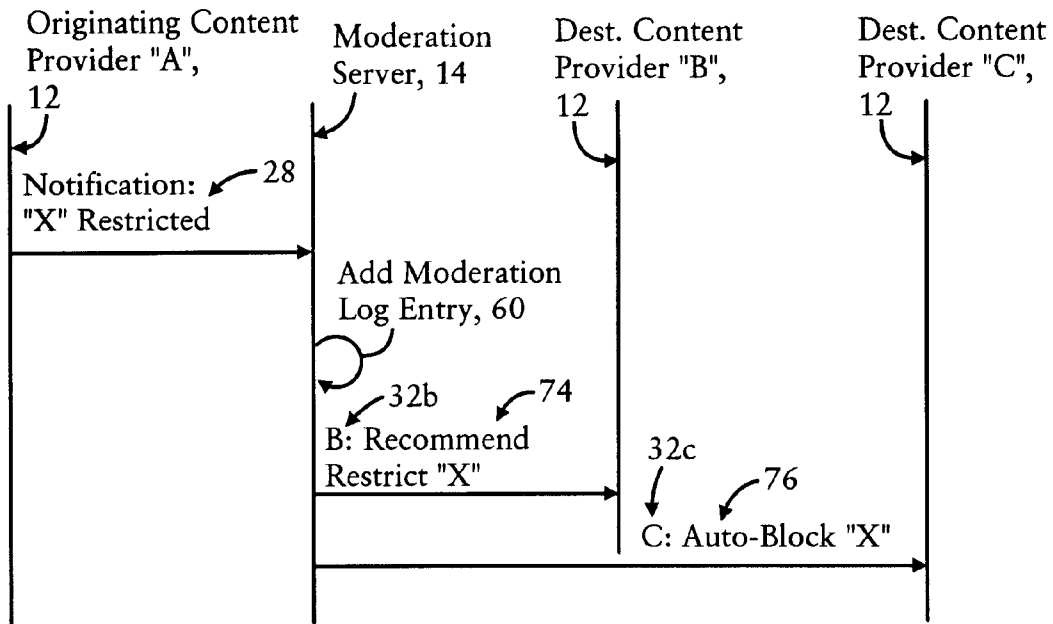 Originating Content
Provider "A",
12
Moderation
Server, 14
Dest. Content
Provider "B",
12
Dest. Content
Provider "C",
12
Notification:
"X" Restricted
28
Add Moderation
Log Entry, 60
32b
74
B: Recommend
Restrict "X"
32c
76
C: Auto-Block "X"